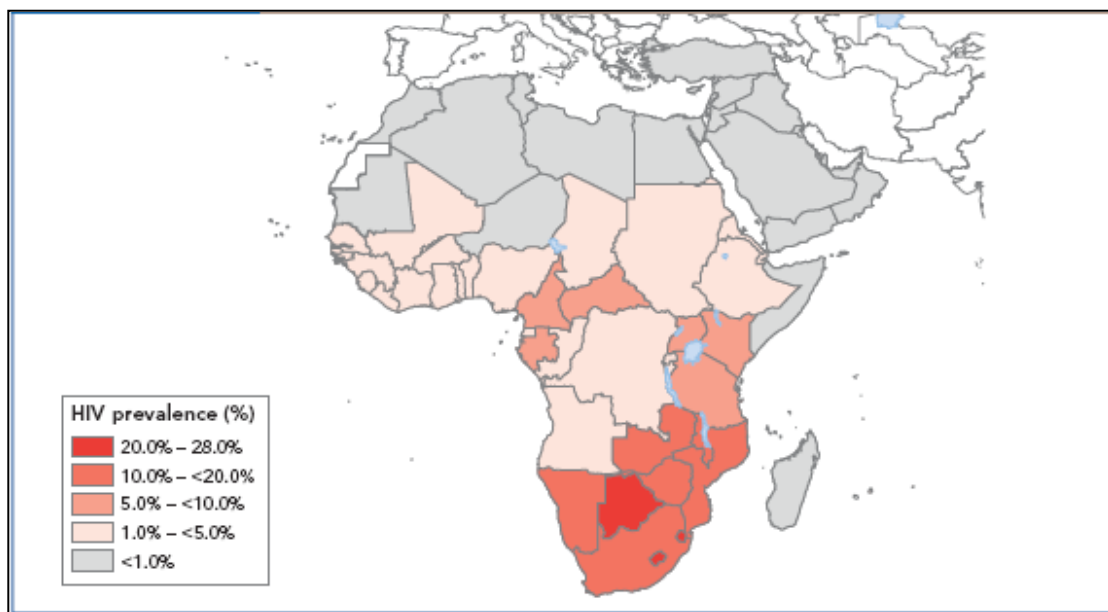 HIV prevalence (%)
20.0% – 28.0%
10.0% – <20.0%
5.0% – <10.0%
1.0% – <5.0%
<1.0%